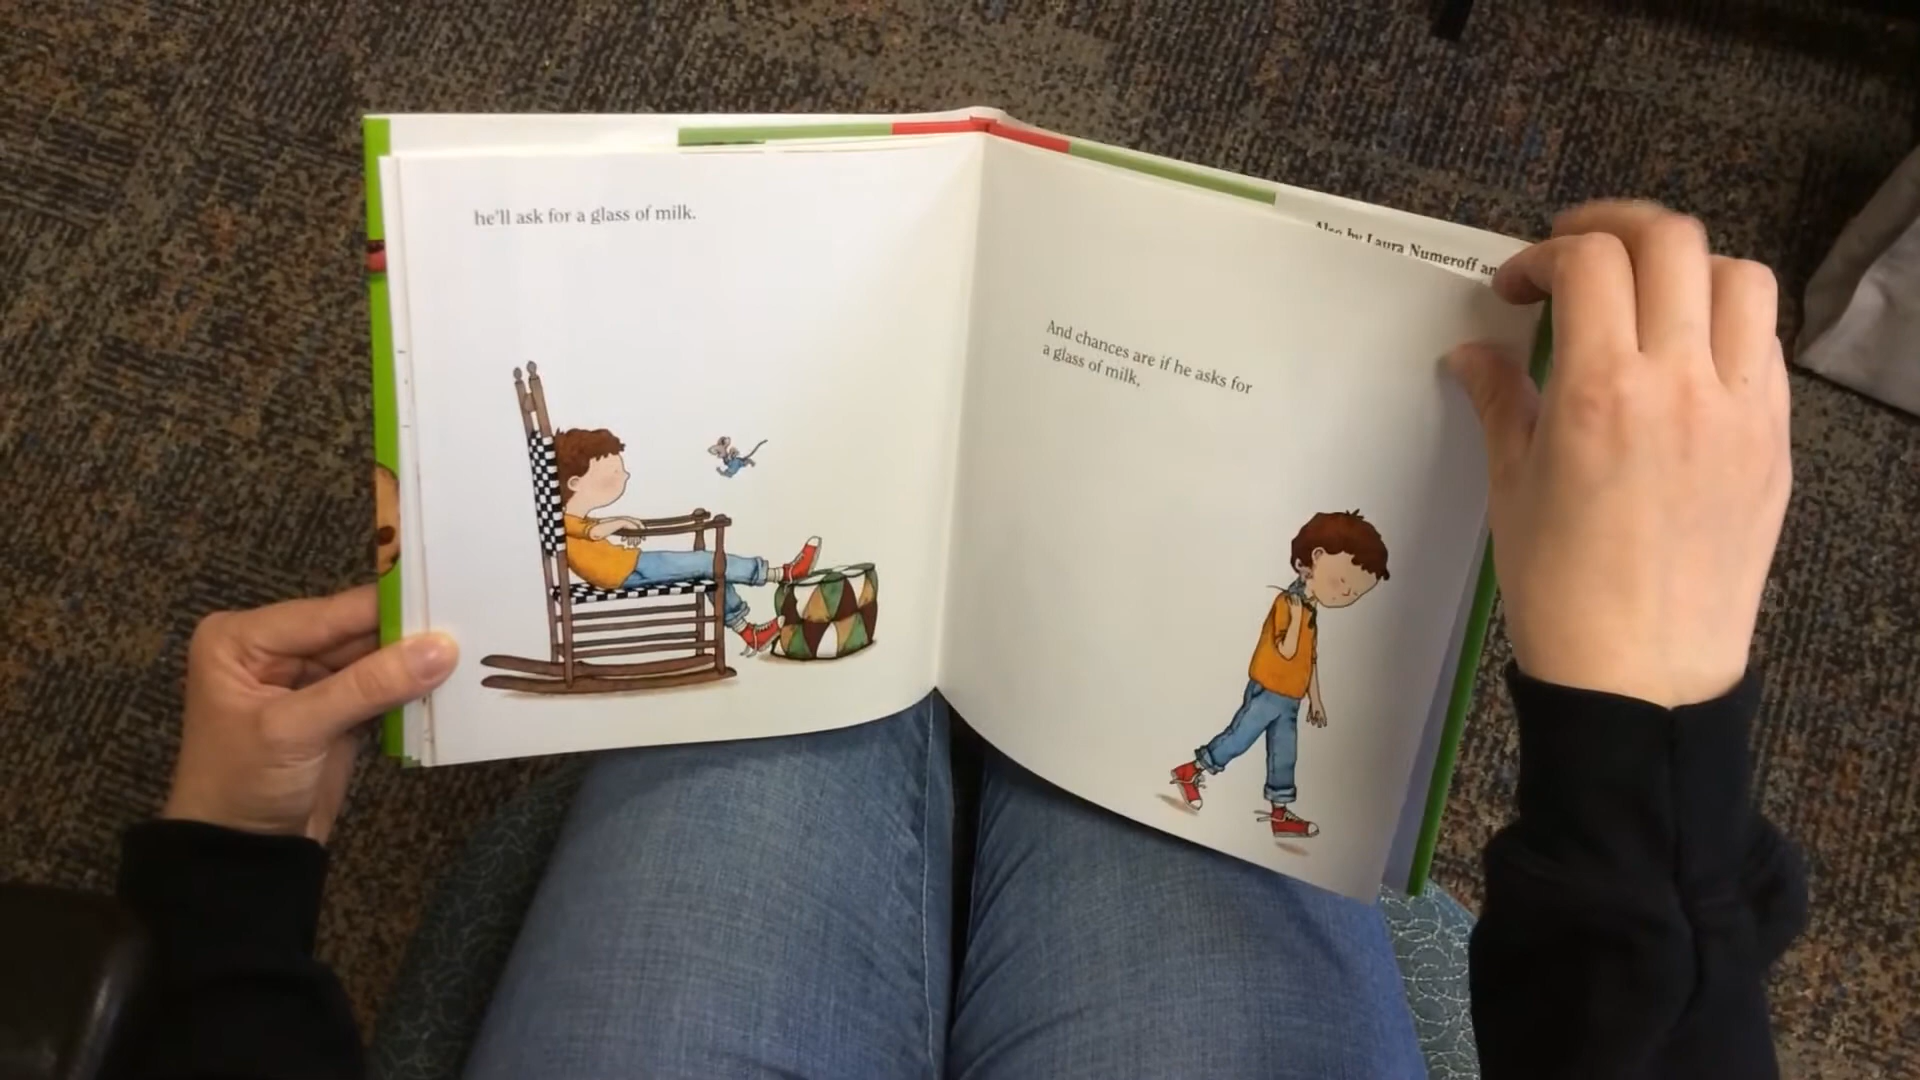 he'll ask for a glass of milk.
And chances are if he asks for
a glass of milk,
Also by Laura Numeroff an